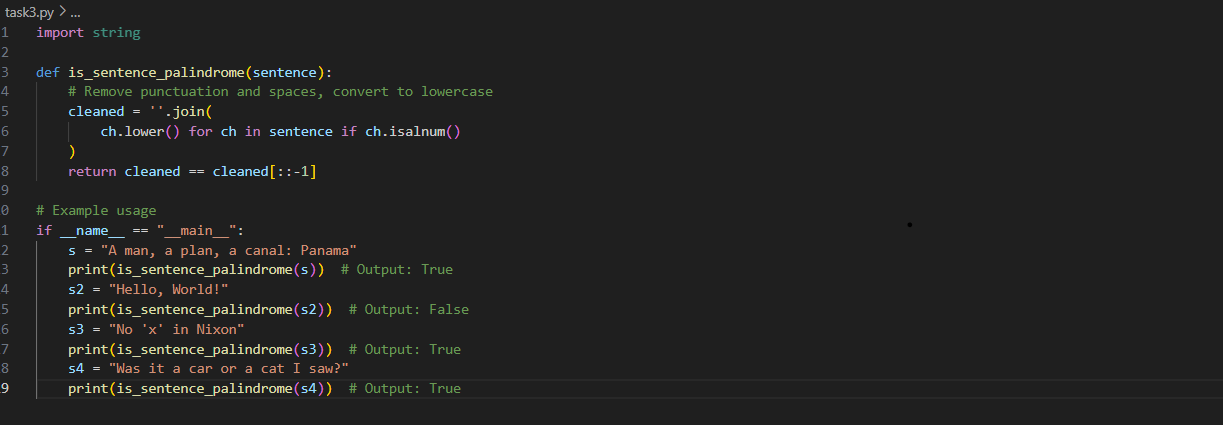 task3.py > ...
1 import string
2
3 def is_sentence_palindrome(sentence):
4     # Remove punctuation and spaces, convert to lowercase
5     cleaned = ''.join(
6         ch.lower() for ch in sentence if ch.isalnum()
7     )
8     return cleaned == cleaned[::-1]
9
0 # Example usage
1 if __name__ == "__main__":
2     s = "A man, a plan, a canal: Panama"
3     print(is_sentence_palindrome(s))  # Output: True
4     s2 = "Hello, World!"
5     print(is_sentence_palindrome(s2))  # Output: False
6     s3 = "No 'x' in Nixon"
7     print(is_sentence_palindrome(s3))  # Output: True
8     s4 = "Was it a car or a cat I saw?"
9     print(is_sentence_palindrome(s4))  # Output: True